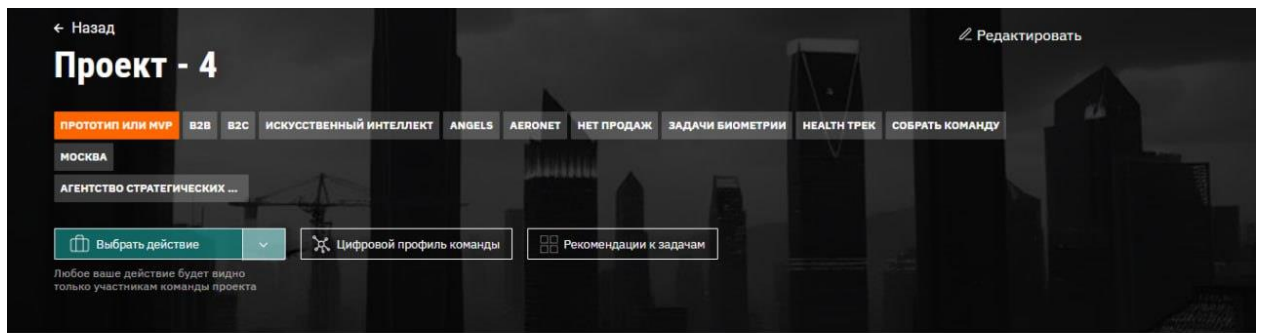 ← Назад
Редактировать
Проект - 4
ПРОТОТИП ИЛИ MVP B2B B2C ИСКУССТВЕННЫЙ ИНТЕЛЛЕКТ ANGELS AERONET НЕТ ПРОДАЖ ЗАДАЧИ БИОМЕТРИИ HEALTH ТРЕК СОБРАТЬ КОМАНДУ
МОСКВА
АГЕНТСТВО СТРАТЕГИЧЕСКИХ ...
Выбрать действие Цифровой профиль команды Рекомендации к задачам
Любое ваше действие будет видно
только участникам команды проекта